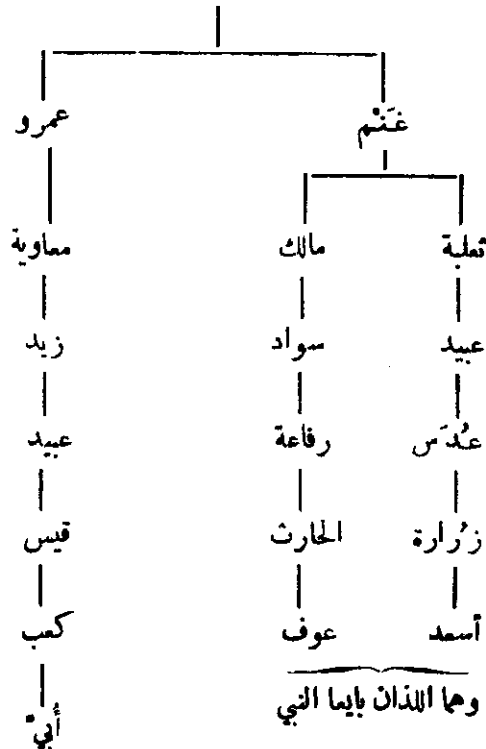 غَنْم عمرو
ثعلبة مالك معاوية
عبيد سواد زيد
عُدَس رفاعة عبيد
زُرارة الحارث قيس
أسعد عوف كعب
وهما اللذان بايعا النبي
أُبيّ